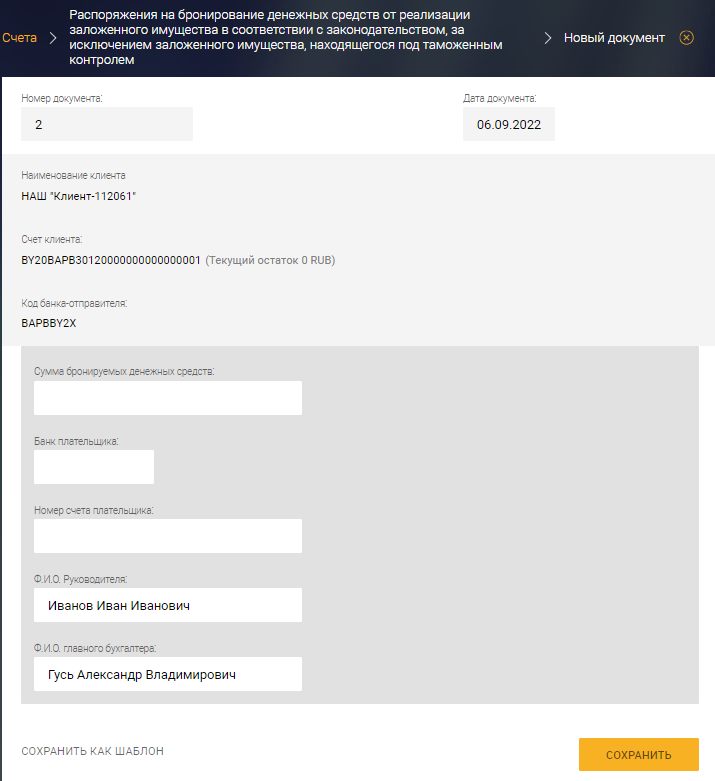 Распоряжения на бронирование денежных средств от реализации
заложенного имущества в соответствии с законодательством, за
Счета
исключением заложенного имущества, находящегося под таможенным
контролем
Новый документ
Номер документа:
Дата документа:
2
06.09.2022
Наименование клиента
НАШ "Клиент-112061"
Счет клиента:
BY20BAPB30120000000000000001 (Текущий остаток 0 RUB)
Код банка-отправителя:
BAPBBY2X
Сумма бронируемых денежных средств:
Банк плательщика:
Номер счета плательщика:
Ф.И.О. Руководителя:
Иванов Иван Иванович
Ф.И.О. главного бухгалтера:
Гусь Александр Владимирович
СОХРАНИТЬ КАК ШАБЛОН
СОХРАНИТЬ